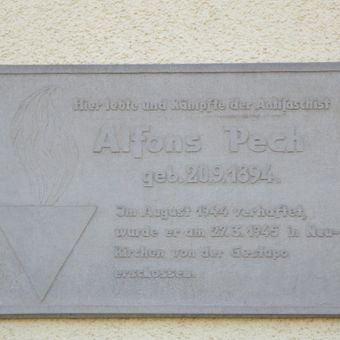 Hier lebte und kämpfte der Antifaschist
Alfons Pech
geb. 20.9.1894.
Im August 1944 verhaftet,
wurde er am 27.3.1945 in Neu-
kirchen von der Gestapo
erschossen.